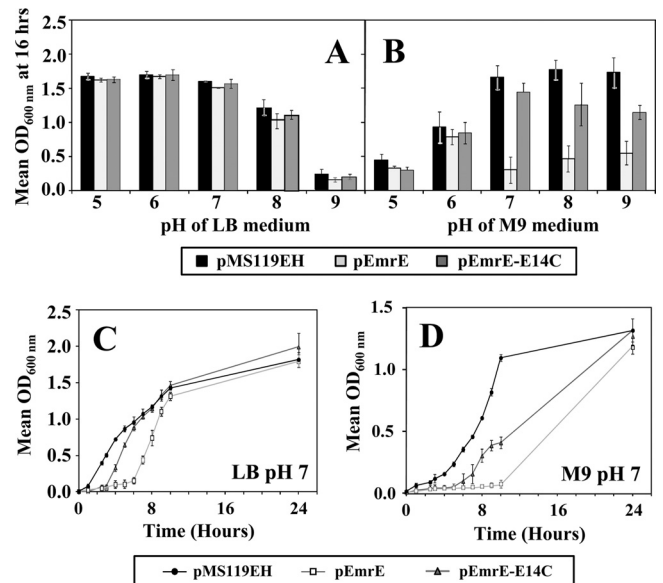 A
B
Mean OD600 nm at 16 hrs
2.0
1.5
1.0
0.5
0.0
5 6 7 8 9
5 6 7 8 9
pH of LB medium
pH of M9 medium
pMS119EH pEmrE pEmrE-E14C
C
D
Mean OD600 nm
2.5
2.0
1.5
1.0
0.5
0.0
LB pH 7
0 8 16 24
Time (Hours)
Mean OD600 nm
1.5
1.0
0.5
0.0
M9 pH 7
0 8 16 24
Time (Hours)
pMS119EH pEmrE pEmrE-E14C